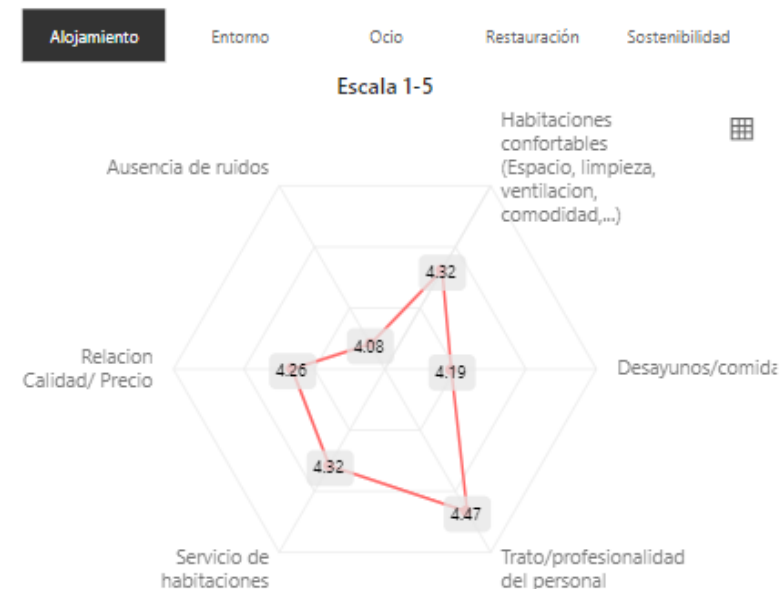 Alojamiento
Entorno
Ocio
Restauración
Sostenibilidad
Escala 1-5
Habitaciones
confortables
(Espacio, limpieza,
ventilacion,
comodidad,...)
Ausencia de ruidos
4.32
4.08
Relacion
Calidad/ Precio
4.26
4.19
Desayunos/comida
4.32
4.47
Servicio de
habitaciones
Trato/profesionalidad
del personal